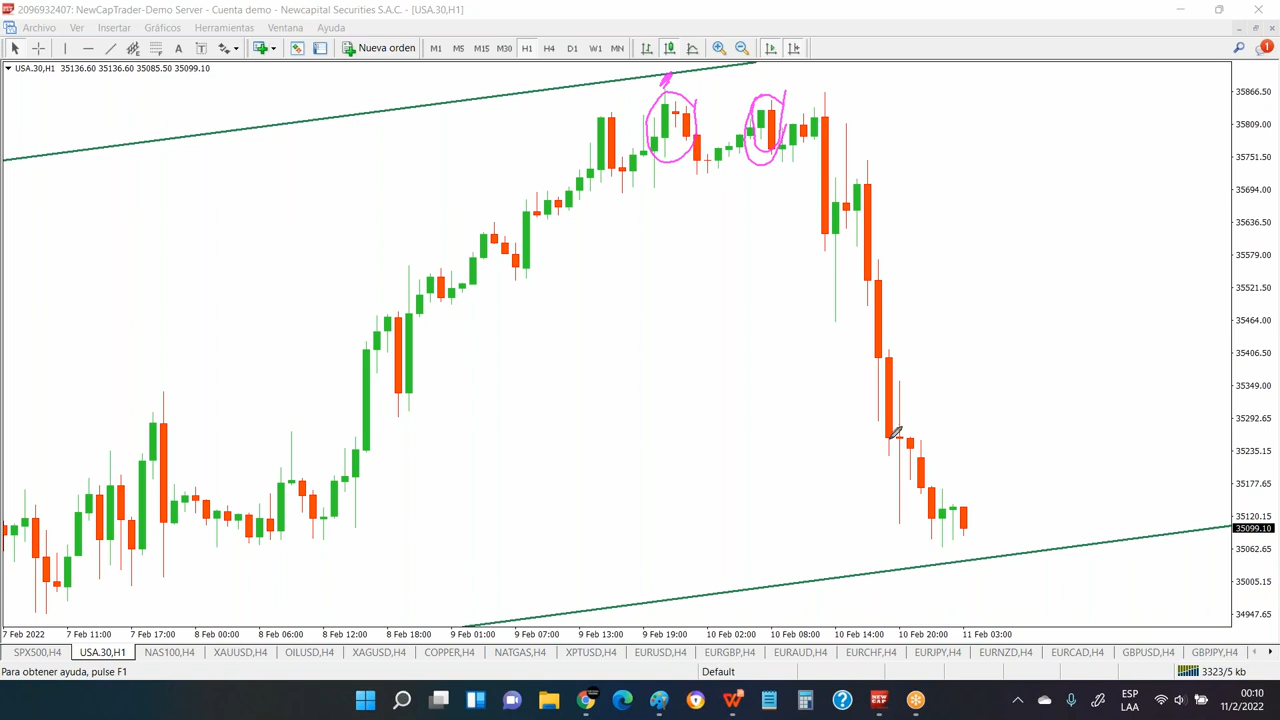 2096932407: NewCapTrader-Demo Server - Cuenta demo - Newcapital Securities S.A.C. - [USA.30,H1]
Archivo Ver Insertar Gráficos Herramientas Ventana Ayuda
A T Nueva orden M1 M5 M15 M30 H1 H4 D1 W1 MN 1
USA.30,H1 35136.60 35136.60 35085.50 35099.10
35866.50
35809.00
35751.50
35694.00
35636.50
35579.00
35521.50
35464.00
35406.50
35349.00
35292.65
35235.15
35177.65
35120.15
35099.10
35062.65
35005.15
34947.65
7 Feb 2022 7 Feb 11:00 7 Feb 17:00 8 Feb 00:00 8 Feb 06:00 8 Feb 12:00 8 Feb 18:00 9 Feb 01:00 9 Feb 07:00 9 Feb 13:00 9 Feb 19:00 10 Feb 02:00 10 Feb 08:00 10 Feb 14:00 10 Feb 20:00 11 Feb 03:00
SPX500,H4 USA.30,H1 NAS100,H4 XAUUSD,H4 OILUSD,H4 XAGUSD,H4 COPPER,H4 NATGAS,H4 XPTUSD,H4 EURUSD,H4 EURGBP,H4 EURAUD,H4 EURCHF,H4 EURJPY,H4 EURNZD,H4 EURCAD,H4 GBPUSD,H4 GBPJPY,H4
Para obtener ayuda, pulse F1 Default 3323/5 kb
NEW CAP ESP LAA 00:10
11/2/2022